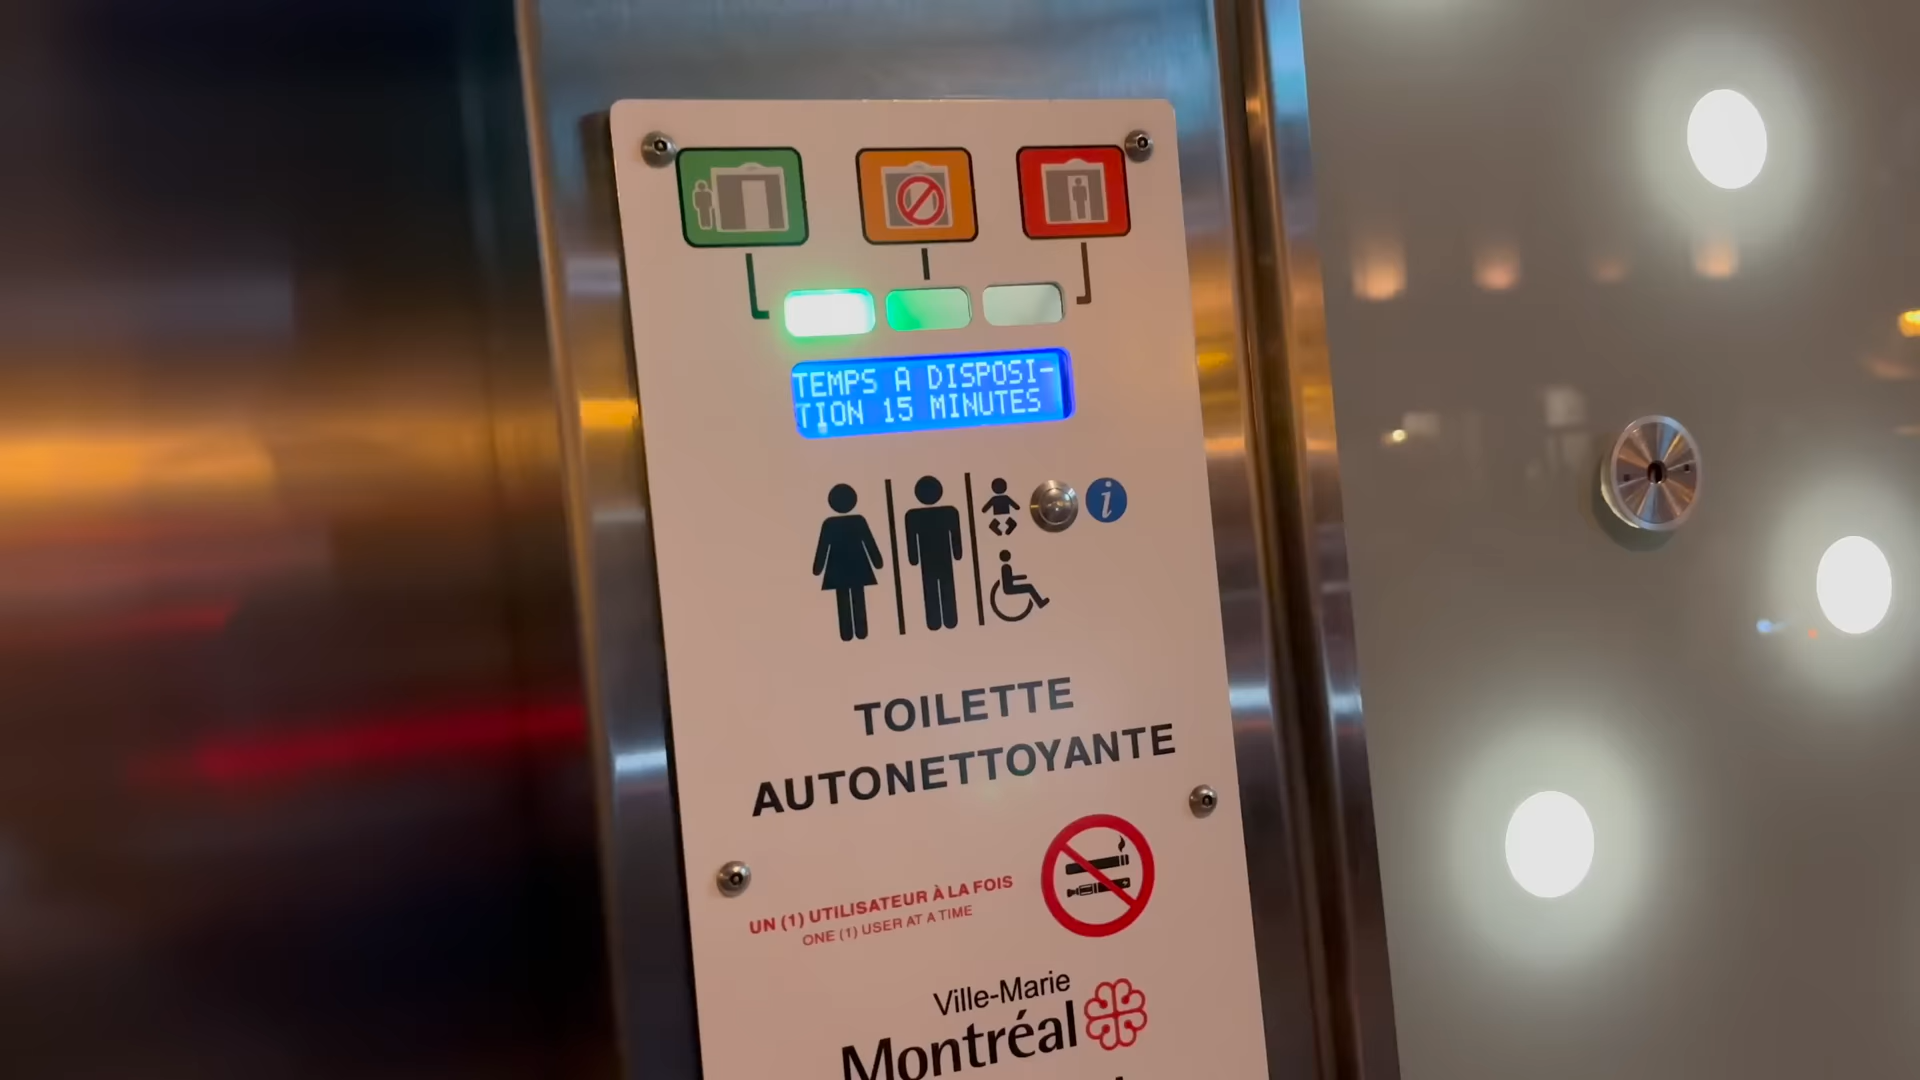 TEMPS A DISPOSI-
TION 15 MINUTES
i
TOILETTE
AUTONETTOYANTE
UN (1) UTILISATEUR À LA FOIS
ONE (1) USER AT A TIME
Ville-Marie
Montréal